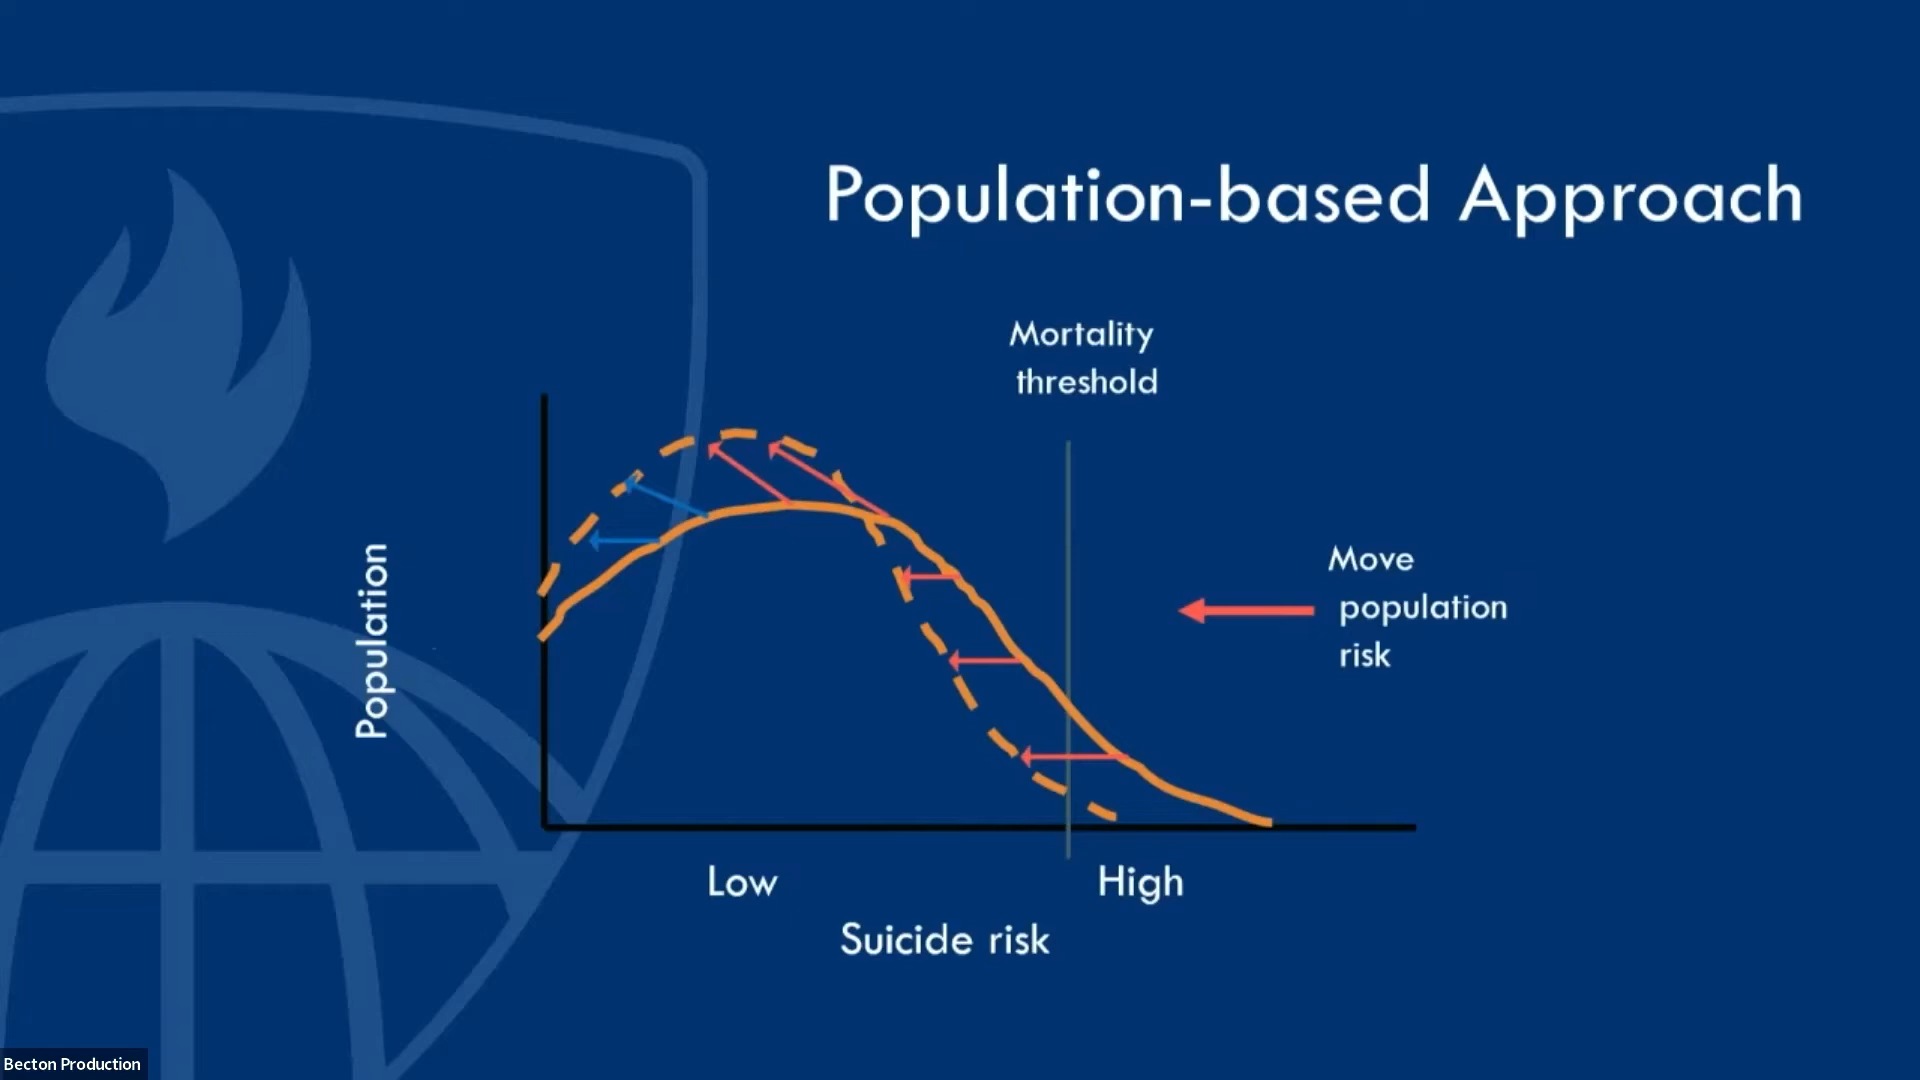 Population-based Approach
Mortality
threshold
Move
population
risk
Population
Low
High
Suicide risk
Becton Production